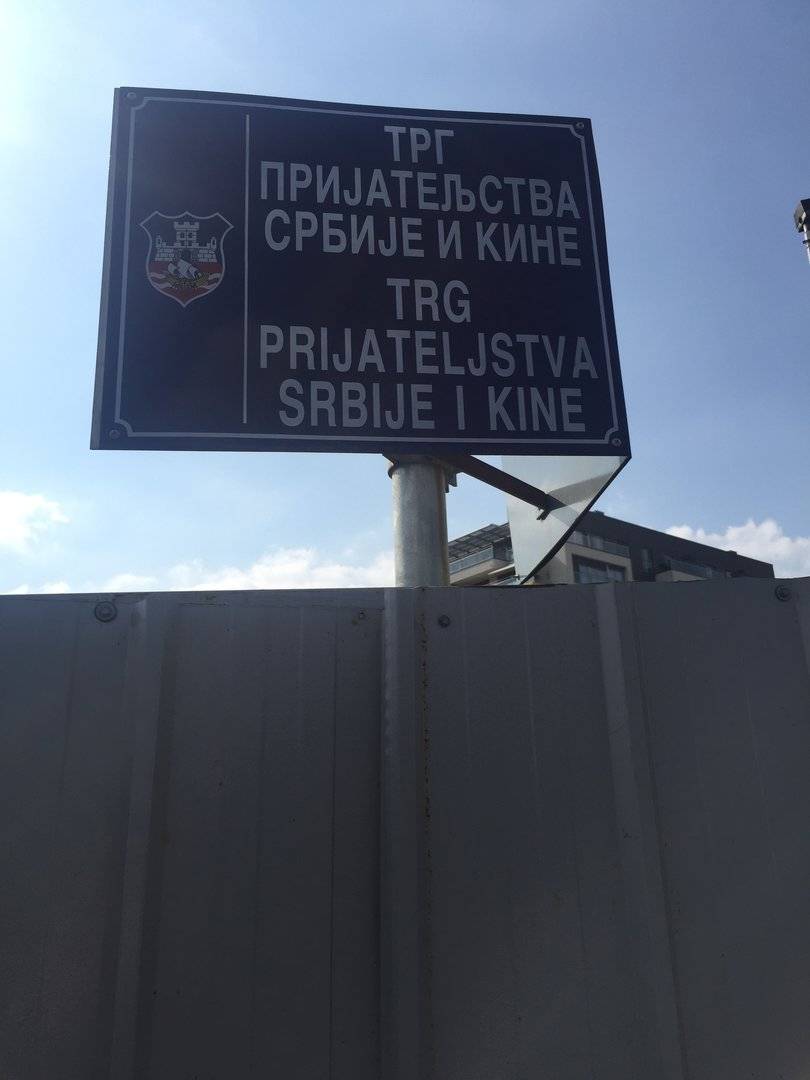 ТРГ
ПРИЈАТЕЉСТВА
СРБИЈЕ И КИНЕ
TRG
PRIJATELJSTVA
SRBIJE I KINE